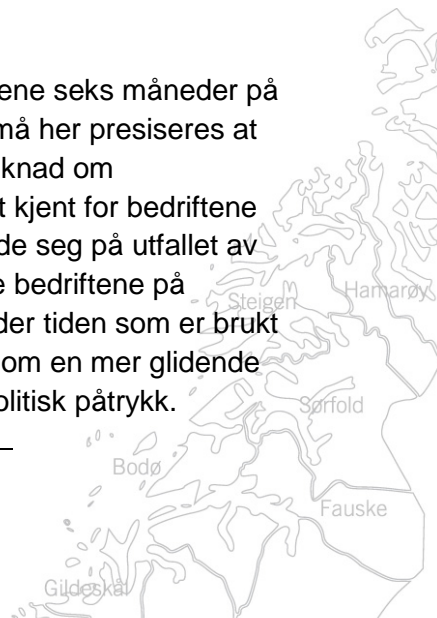 ene seks måneder på
må her presiseres at
knad om
t kjent for bedriftene
de seg på utfallet av
e bedriftene på
der tiden som er brukt
om en mer glidende
olitisk påtrykk.
Steigen
Hamarøy
Sørfold
Bodø
Fauske
Gildeskål